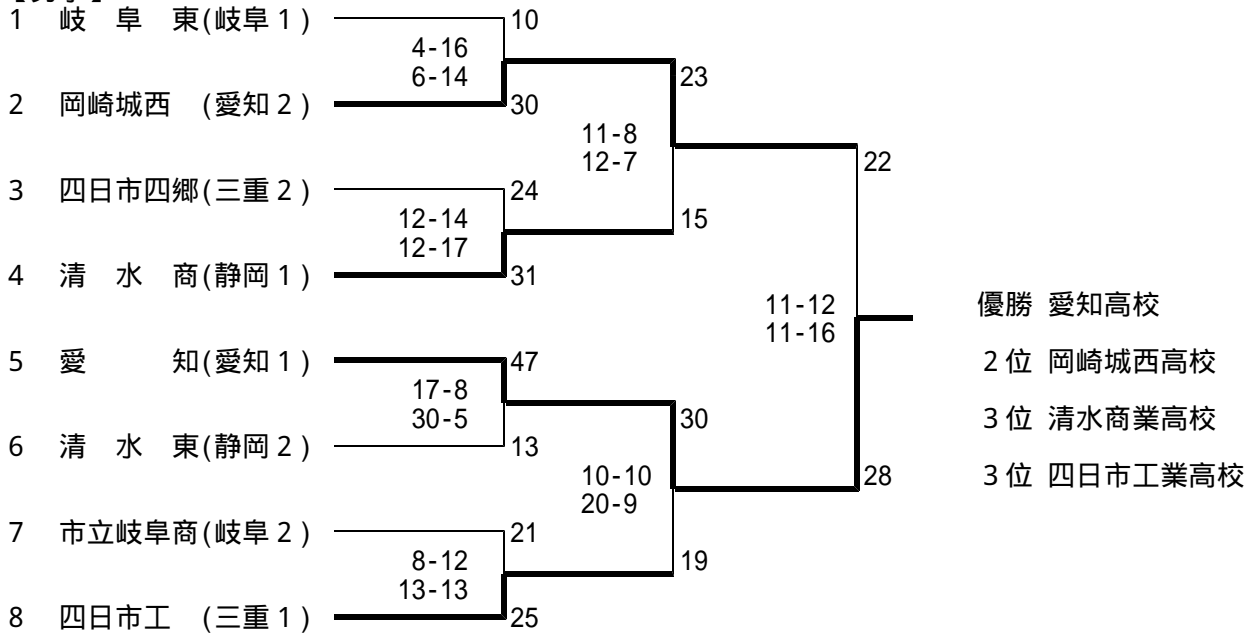 1 岐 阜 東(岐阜1) 10
4-16
6-14
23
2 岡崎城西 (愛知2) 30
11-8
12-7
22
3 四日市四郷(三重2) 24
12-14
12-17
15
4 清 水 商(静岡1) 31
11-12
11-16
優勝 愛知高校
5 愛 知(愛知1) 47
2位 岡崎城西高校
17-8
30-5
30
3位 清水商業高校
6 清 水 東(静岡2) 13
10-10
20-9
28
3位 四日市工業高校
7 市立岐阜商(岐阜2) 21
8-12
13-13
19
8 四日市工 (三重1) 25